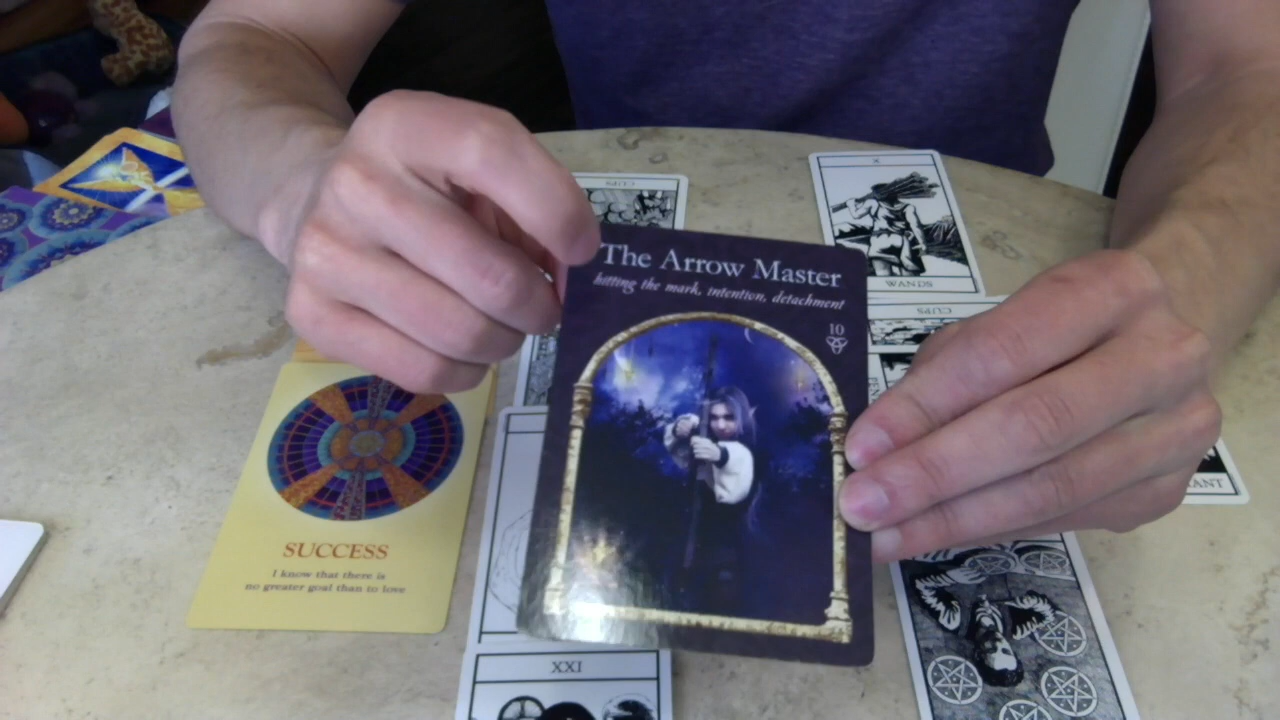 CUPS
X
WANDS
The Arrow Master
hitting the mark, intention, detachment
10
CUPS
SUCCESS
I know that there is
no greater goal than to love
XXI